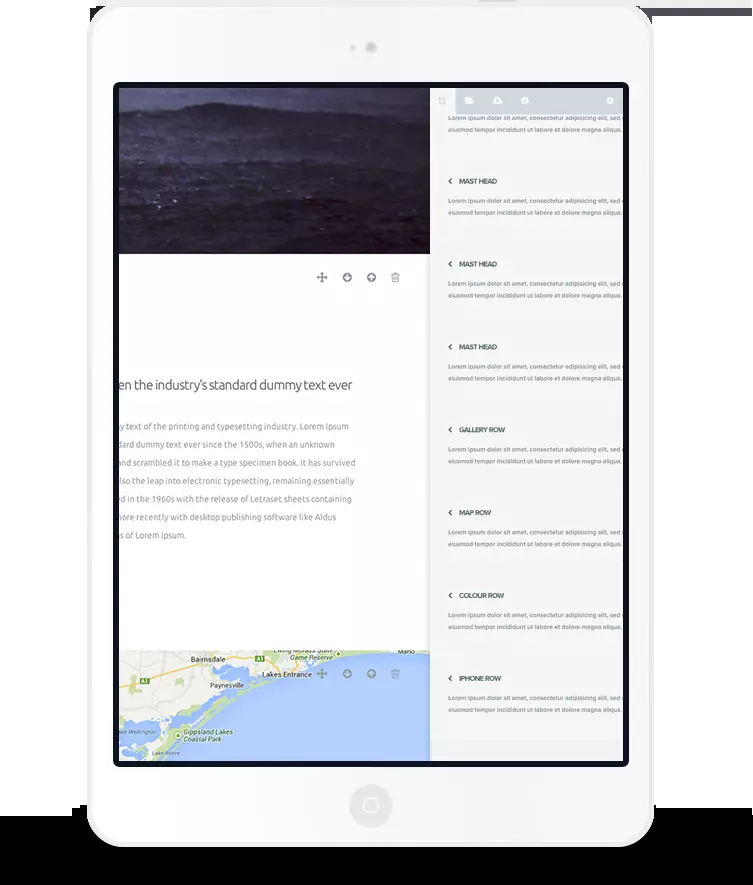 en the industry's standard dummy text ever
y text of the printing and typesetting industry. Lorem Ipsum
dard dummy text ever since the 1500s, when an unknown
and scrambled it to make a type specimen book. It has survived
lso the leap into electronic typesetting, remaining essentially
ed in the 1960s with the release of Letraset sheets containing
more recently with desktop publishing software like Aldus
s of Lorem Ipsum.
Game Reserve
Bairnsdale
A1
A1
Lakes Entrance
Paynesville
ke Wellington
Gippsland Lakes
Coastal Park
Lake Reeve
Lorem ipsum dolor sit amet, consectetur adipisicing elit, sed
eiusmod tempor incididunt ut labore et dolore magna aliqua.
MAST HEAD
Lorem ipsum dolor sit amet, consectetur adipisicing elit, sed
eiusmod tempor incididunt ut labore et dolore magna aliqua.
MAST HEAD
Lorem ipsum dolor sit amet, consectetur adipisicing elit, sed
eiusmod tempor incididunt ut labore et dolore magna aliqua.
MAST HEAD
Lorem ipsum dolor sit amet, consectetur adipisicing elit, sed
eiusmod tempor incididunt ut labore et dolore magna aliqua.
GALLERY ROW
Lorem ipsum dolor sit amet, consectetur adipisicing elit, sed
eiusmod tempor incididunt ut labore et dolore magna aliqua.
MAP ROW
Lorem ipsum dolor sit amet, consectetur adipisicing elit, sed
eiusmod tempor incididunt ut labore et dolore magna aliqua.
COLOUR ROW
Lorem ipsum dolor sit amet, consectetur adipisicing elit, sed
eiusmod tempor incididunt ut labore et dolore magna aliqua.
IPHONE ROW
Lorem ipsum dolor sit amet, consectetur adipisicing elit, sed
eiusmod tempor incididunt ut labore et dolore magna aliqua.